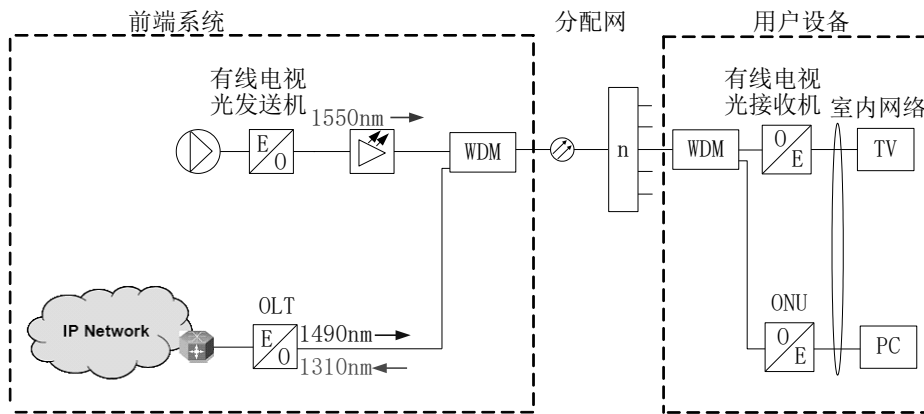 前端系统
分配网
用户设备
有线电视
光发送机
1550nm
E
O
WDM
n
WDM
有线电视
光接收机
O
E
室内网络
TV
IP Network
OLT
E
O
1490nm
1310nm
ONU
O
E
PC